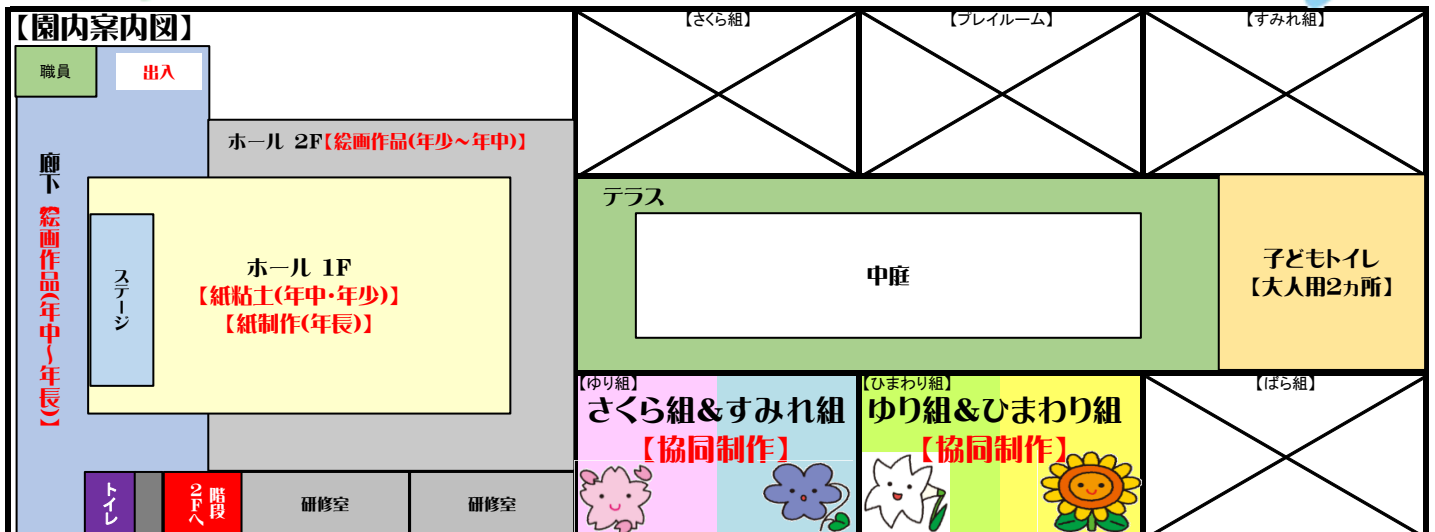 【園内案内図】
職員
出入
廊下 絵画作品(年中～年長)】
ホール 2F【絵画作品(年少～年中)】
ステージ
ホール 1F
【紙粘土(年中・年少)】
【紙制作(年長)】
トイレ
階段
2Fへ
研修室
研修室
【さくら組】
【プレイルーム】
【すみれ組】
テラス
中庭
子どもトイレ
【大人用2ヵ所】
【ゆり組】
さくら組&すみれ組
【協同制作】
【ひまわり組】
ゆり組&ひまわり組
【協同制作】
【ばら組】